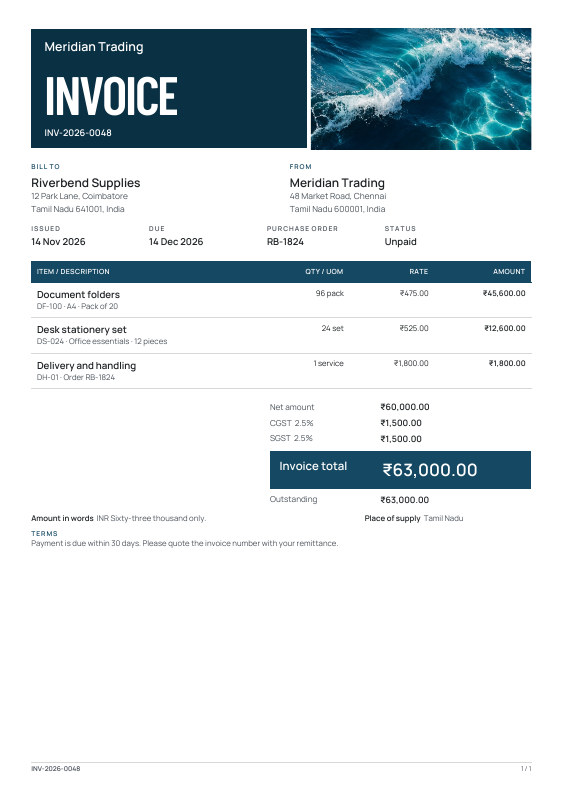 Meridian Trading
INVOICE
INV-2026-0048
BILL TO
Riverbend Supplies
12 Park Lane, Coimbatore
Tamil Nadu 641001, India
FROM
Meridian Trading
48 Market Road, Chennai
Tamil Nadu 600001, India
ISSUED DUE PURCHASE ORDER STATUS
14 Nov 2026 14 Dec 2026 RB-1824 Unpaid
ITEM / DESCRIPTION QTY / UOM RATE AMOUNT
Document folders 96 pack ₹475.00 ₹45,600.00
DF-100 · A4 · Pack of 20
Desk stationery set 24 set ₹525.00 ₹12,600.00
DS-024 · Office essentials · 12 pieces
Delivery and handling 1 service ₹1,800.00 ₹1,800.00
DH-01 · Order RB-1824
Net amount ₹60,000.00
CGST 2.5% ₹1,500.00
SGST 2.5% ₹1,500.00
Invoice total ₹63,000.00
Outstanding ₹63,000.00
Amount in words INR Sixty-three thousand only. Place of supply Tamil Nadu
TERMS
Payment is due within 30 days. Please quote the invoice number with your remittance.
INV-2026-0048 1 / 1